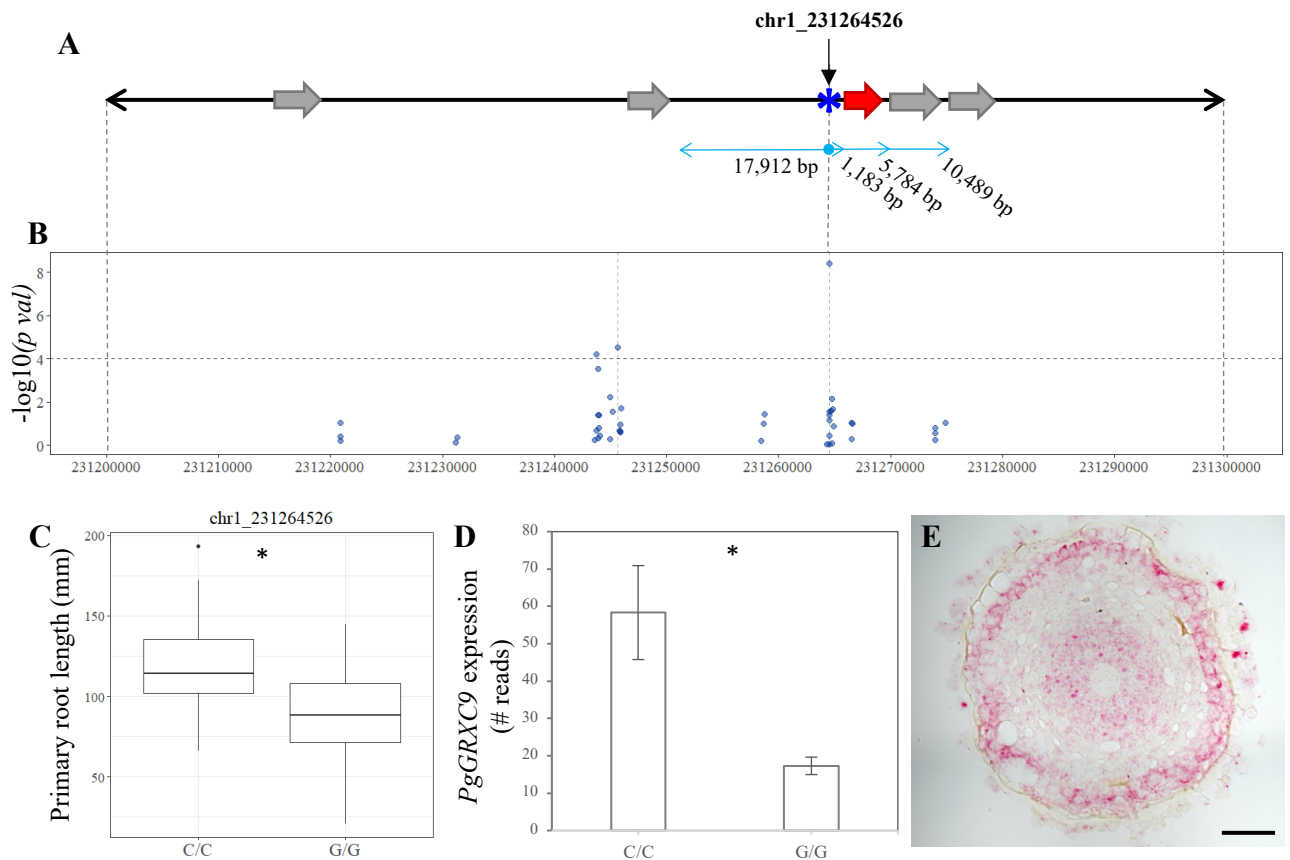 chr1_231264526
A
17,912 bp
1,183 bp
5,784 bp
10,489 bp
B
-log10(p val)
8
6
4
2
0
231200000 231210000 231220000 231230000 231240000 231250000 231260000 231270000 231280000 231290000 231300000
C
chr1_231264526
*
Primary root length (mm)
200
150
100
50
C/C G/G
D
*
PgGRXC9 expression
(# reads)
80
70
60
50
40
30
20
10
0
C/C G/G
E